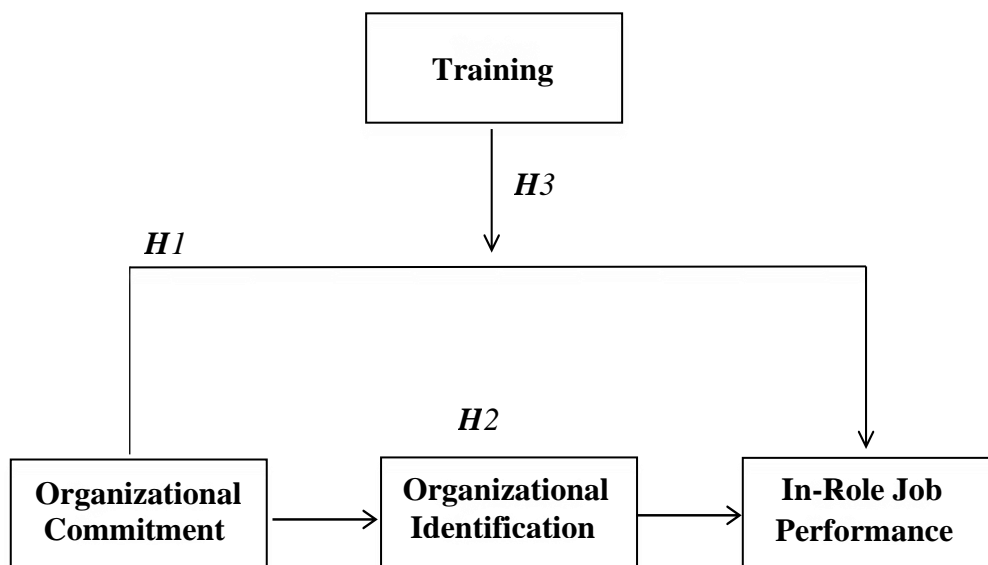 Training
H3
H1
H2
Organizational
Commitment
Organizational
Identification
In-Role Job
Performance